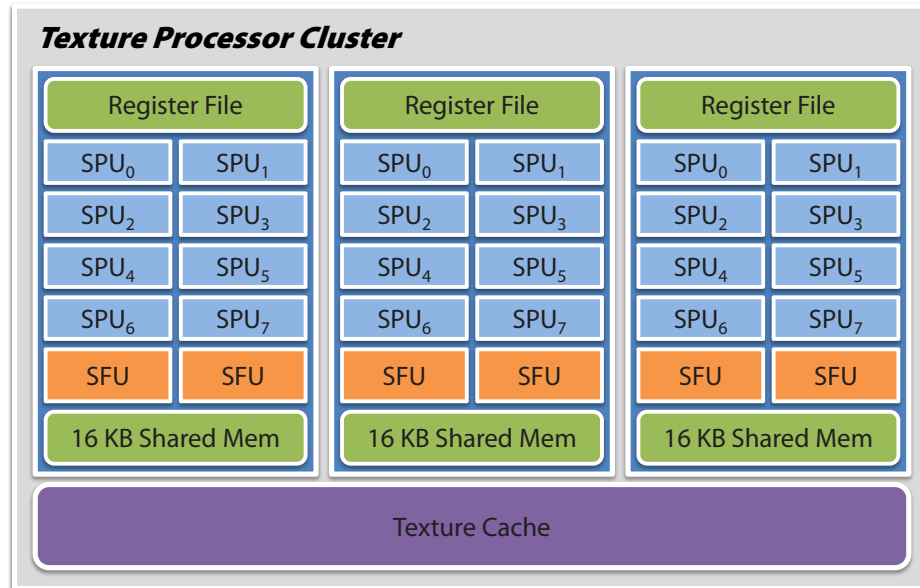 Texture Processor Cluster
Register File Register File Register File
SPU₀ SPU₁ SPU₀ SPU₁ SPU₀ SPU₁
SPU₂ SPU₃ SPU₂ SPU₃ SPU₂ SPU₃
SPU₄ SPU₅ SPU₄ SPU₅ SPU₄ SPU₅
SPU₆ SPU₇ SPU₆ SPU₇ SPU₆ SPU₇
SFU SFU SFU SFU SFU SFU
16 KB Shared Mem 16 KB Shared Mem 16 KB Shared Mem
Texture Cache